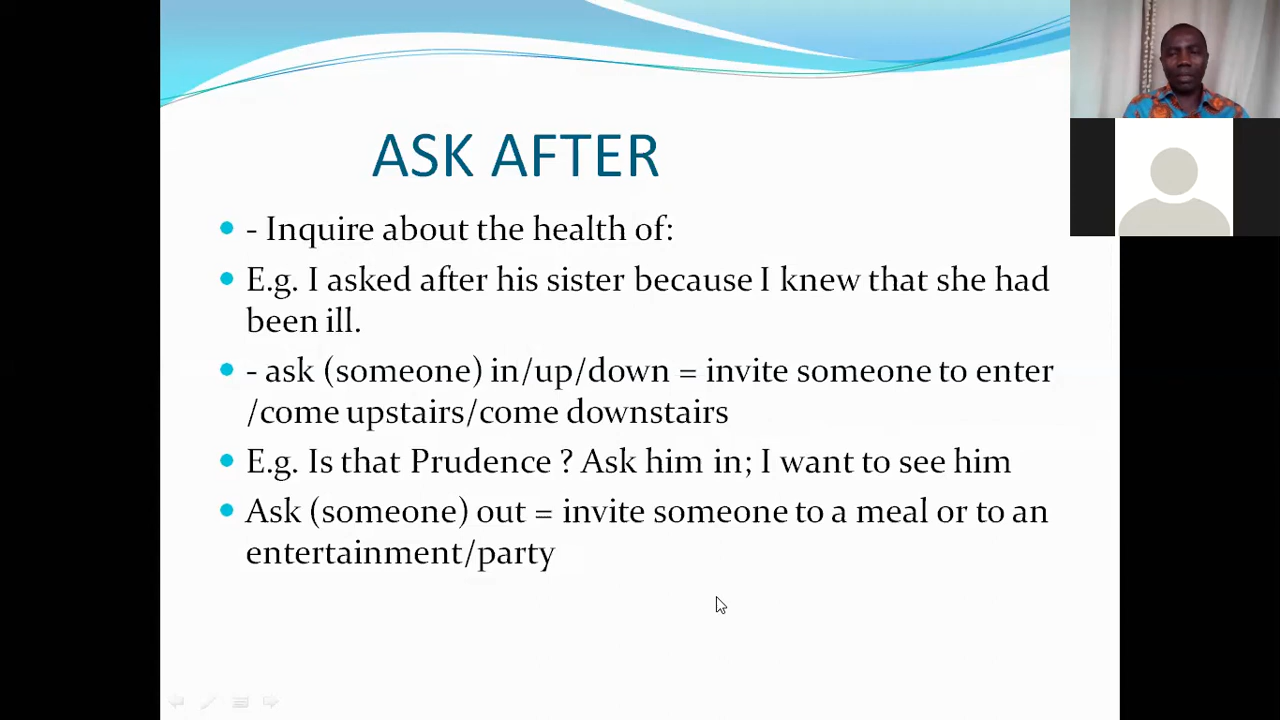 ASK AFTER
- Inquire about the health of:
E.g. I asked after his sister because I knew that she had
been ill.
- ask (someone) in/up/down = invite someone to enter
/come upstairs/come downstairs
E.g. Is that Prudence ? Ask him in; I want to see him
Ask (someone) out = invite someone to a meal or to an
entertainment/party